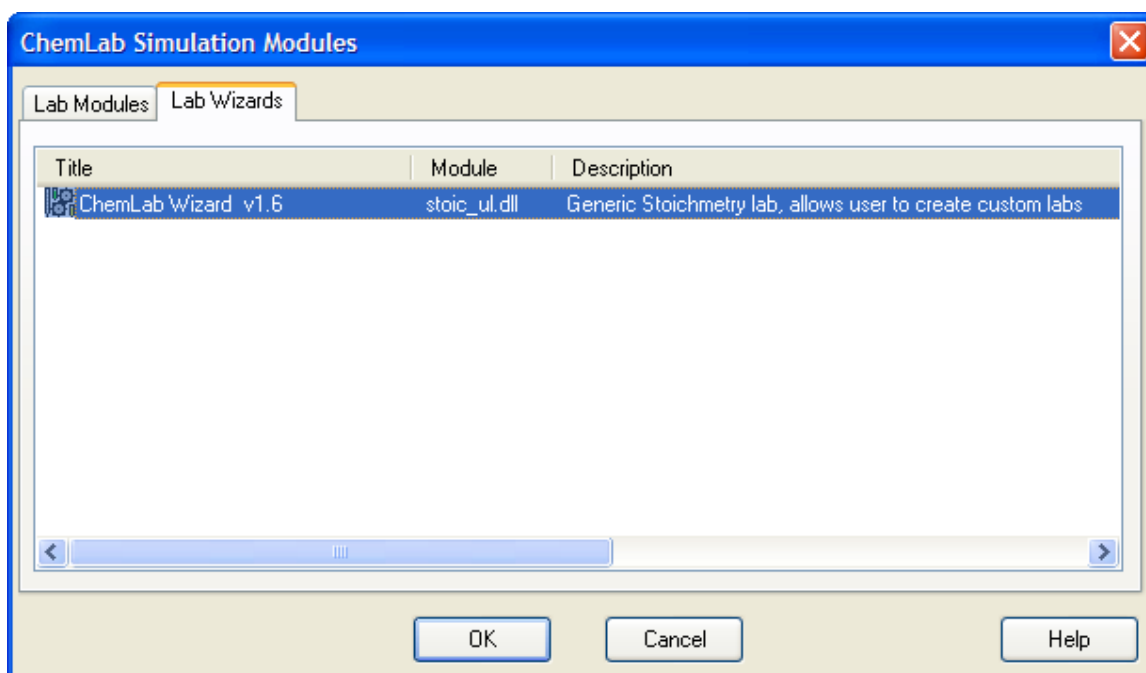 ChemLab Simulation Modules
Lab Modules Lab Wizards
Title Module Description
ChemLab Wizard v1.6 stoic_ul.dll Generic Stoichmetry lab, allows user to create custom labs
OK Cancel Help